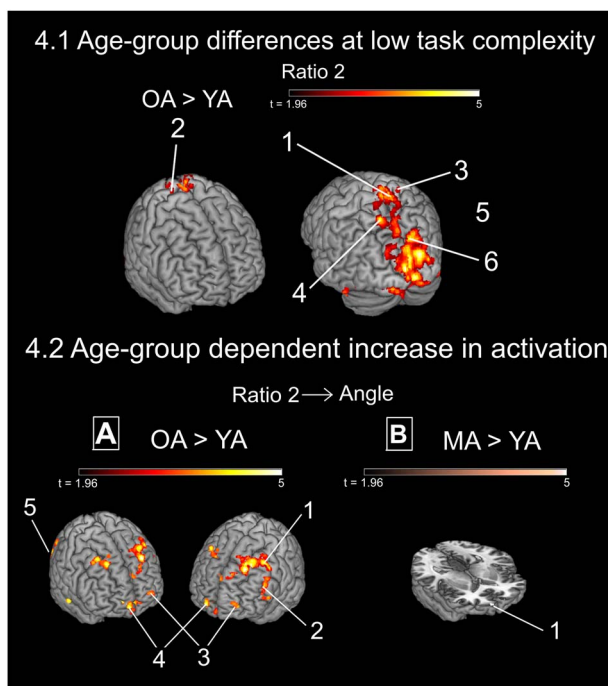 4.1 Age-group differences at low task complexity
Ratio 2
OA > YA
t = 1.96 5
2
1
3
5
4
6
4.2 Age-group dependent increase in activation
Ratio 2 → Angle
A OA > YA
B MA > YA
t = 1.96 5
t = 1.96 5
5
1
2
4 3
1